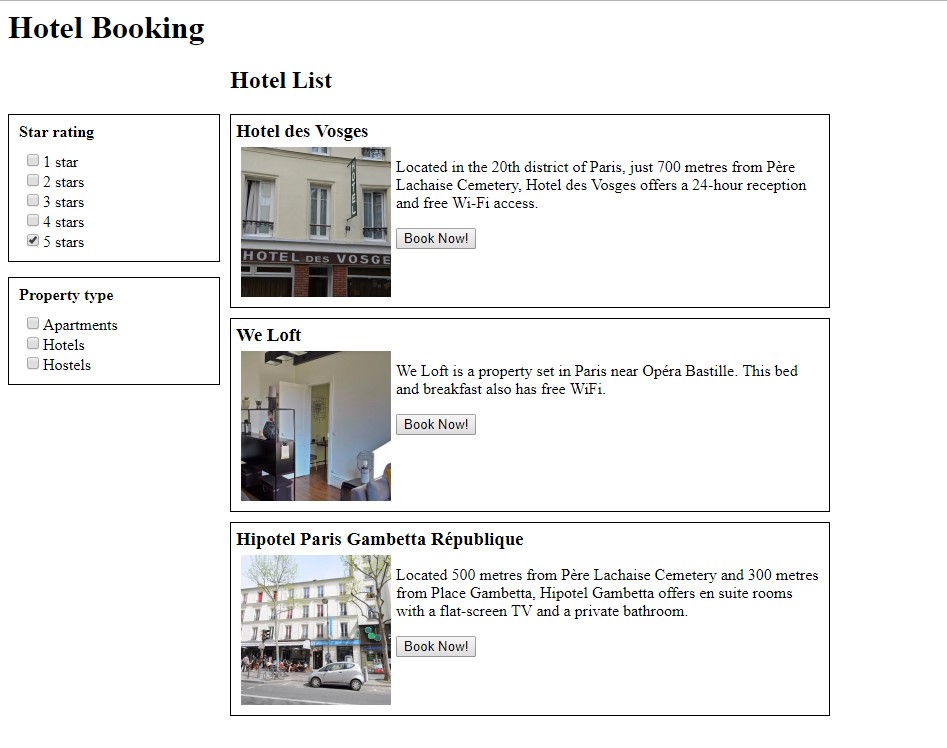 Hotel Booking
Hotel List
Star rating
1 star
2 stars
3 stars
4 stars
5 stars
Property type
Apartments
Hotels
Hostels
Hotel des Vosges
HOTEL
HOTEL DES VOSGE
Located in the 20th district of Paris, just 700 metres from Père
Lachaise Cemetery, Hotel des Vosges offers a 24-hour reception
and free Wi-Fi access.
Book Now!
We Loft
We Loft is a property set in Paris near Opéra Bastille. This bed
and breakfast also has free WiFi.
Book Now!
Hipotel Paris Gambetta République
Located 500 metres from Père Lachaise Cemetery and 300 metres
from Place Gambetta, Hipotel Gambetta offers en suite rooms
with a flat-screen TV and a private bathroom.
Book Now!